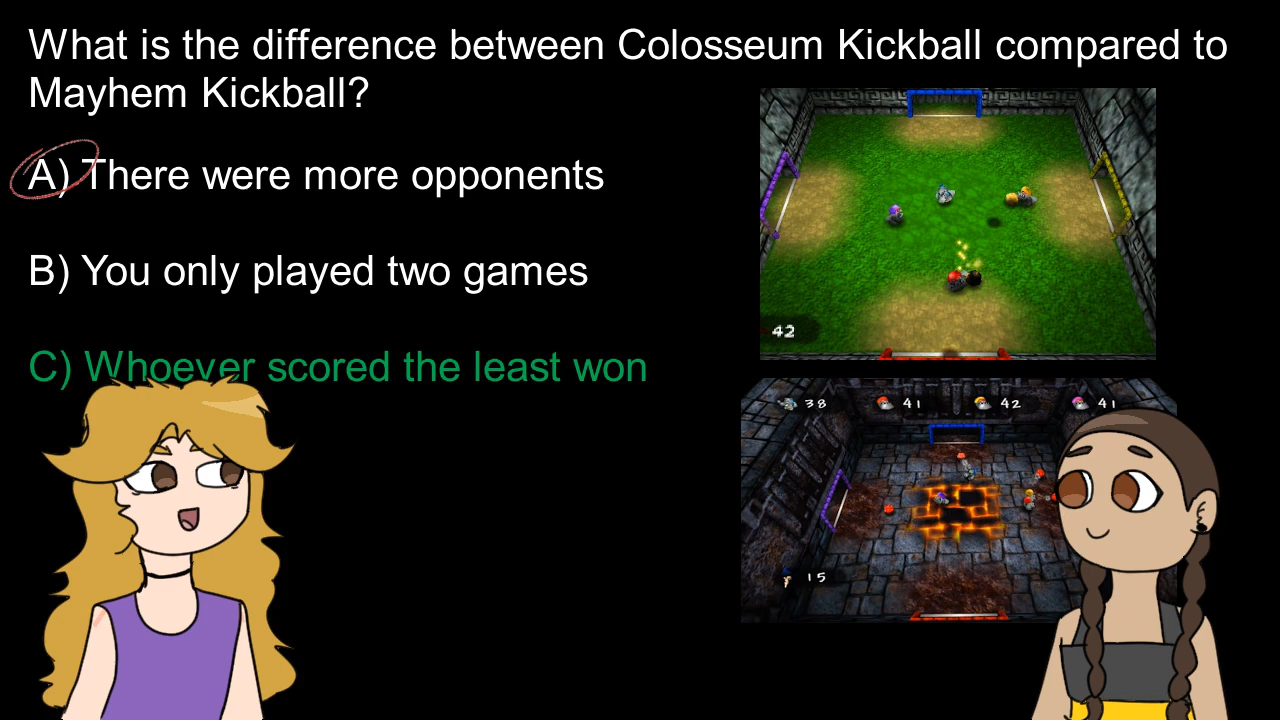 What is the difference between Colosseum Kickball compared to
Mayhem Kickball?
A) There were more opponents
B) You only played two games
C) Whoever scored the least won
42
38 41 42 41
15